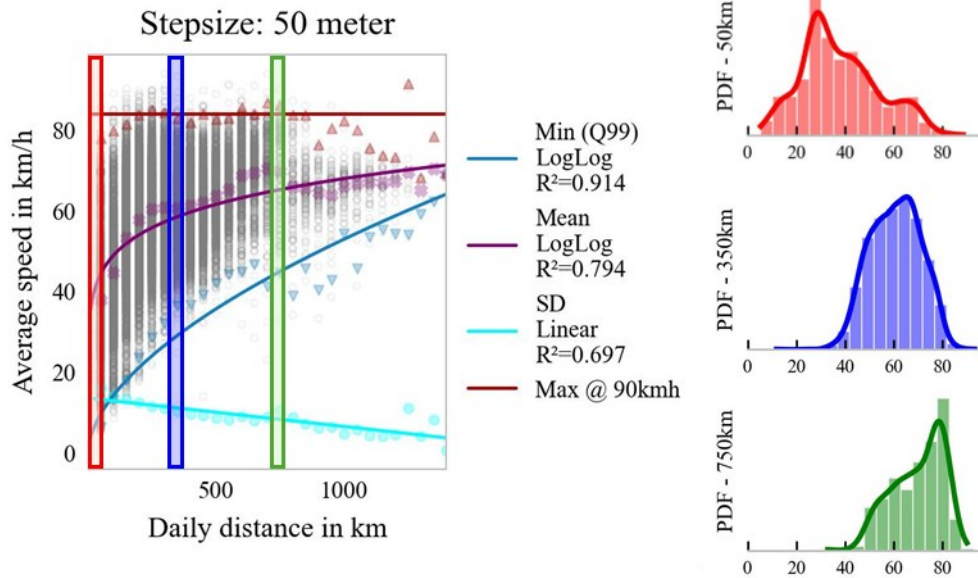 Stepsize: 50 meter
Average speed in km/h
80
60
40
20
0
500
1000
Daily distance in km
Min (Q99)
LogLog
R²=0.914
Mean
LogLog
R²=0.794
SD
Linear
R²=0.697
Max @ 90kmh
PDF - 50km
0 20 40 60 80
PDF - 350km
0 20 40 60 80
PDF - 750km
0 20 40 60 80